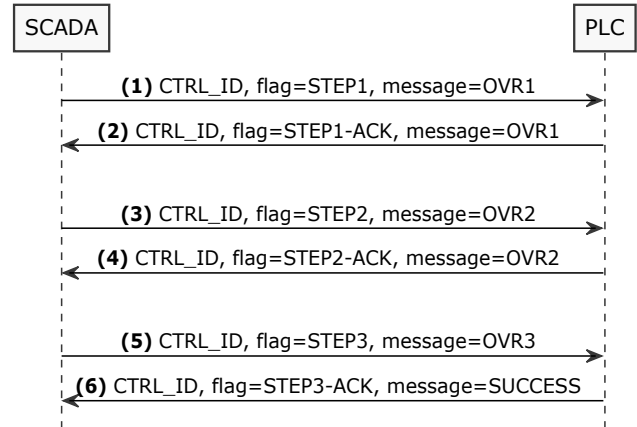 SCADA PLC
(1) CTRL_ID, flag=STEP1, message=OVR1
(2) CTRL_ID, flag=STEP1-ACK, message=OVR1
(3) CTRL_ID, flag=STEP2, message=OVR2
(4) CTRL_ID, flag=STEP2-ACK, message=OVR2
(5) CTRL_ID, flag=STEP3, message=OVR3
(6) CTRL_ID, flag=STEP3-ACK, message=SUCCESS